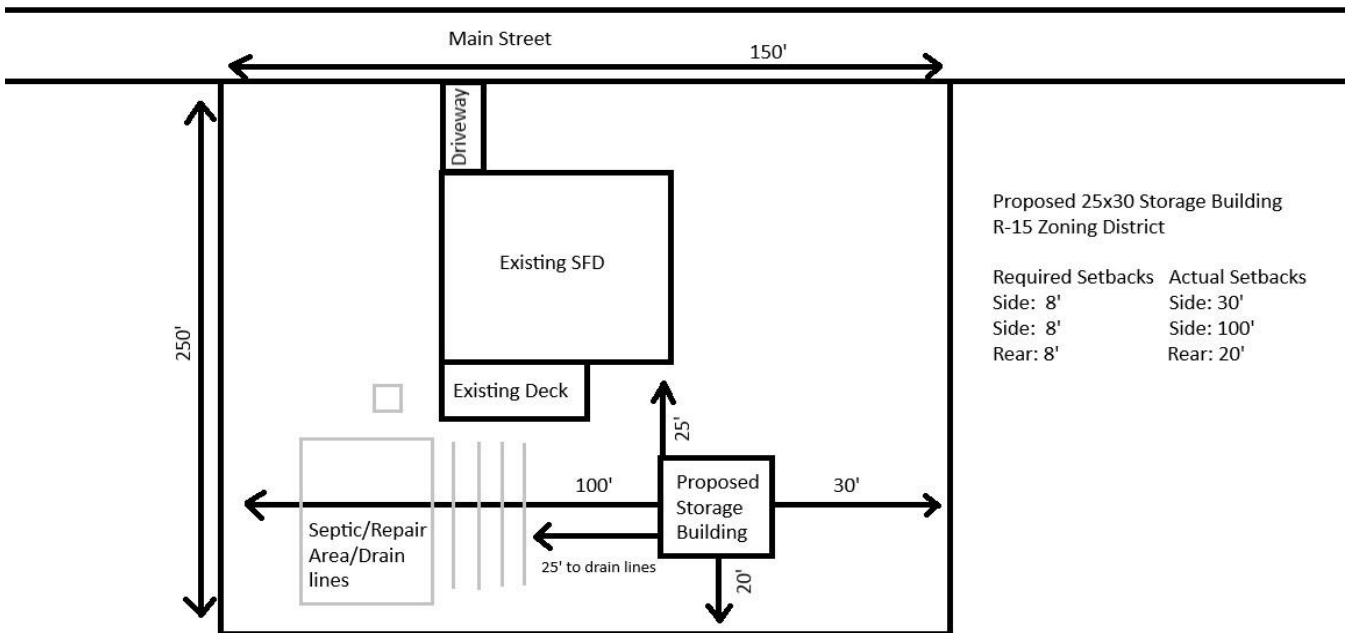 Main Street
150'
Driveway
250'
Existing SFD
Existing Deck
25'
Proposed
Storage
Building
100'
30'
Septic/Repair
Area/Drain
lines
25' to drain lines
20'
Proposed 25x30 Storage Building
R-15 Zoning District
Required Setbacks Actual Setbacks
Side: 8' Side: 30'
Side: 8' Side: 100'
Rear: 8' Rear: 20'